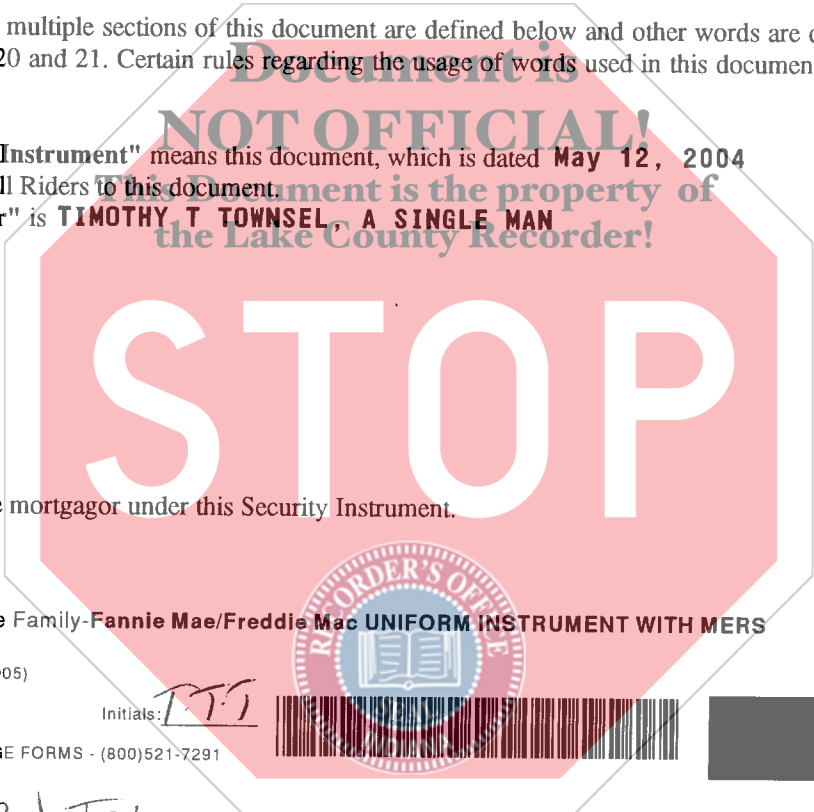 multiple sections of this document are defined below and other words are
20 and 21. Certain rules regarding the usage of words used in this documen
Document is
NOT OFFICIAL!
Instrument" means this document, which is dated May 12, 2004
ll Riders to this document.
This Document is the property of
r" is TIMOTHY T TOWNSEL, A SINGLE MAN
the Lake County Recorder!
STOP
e mortgagor under this Security Instrument.
RECORDER'S OFFICE
e Family-Fannie Mae/Freddie Mac UNIFORM INSTRUMENT WITH MERS
05)
Initials: TTT
SEAL
INDIANA
GE FORMS - (800)521-7291